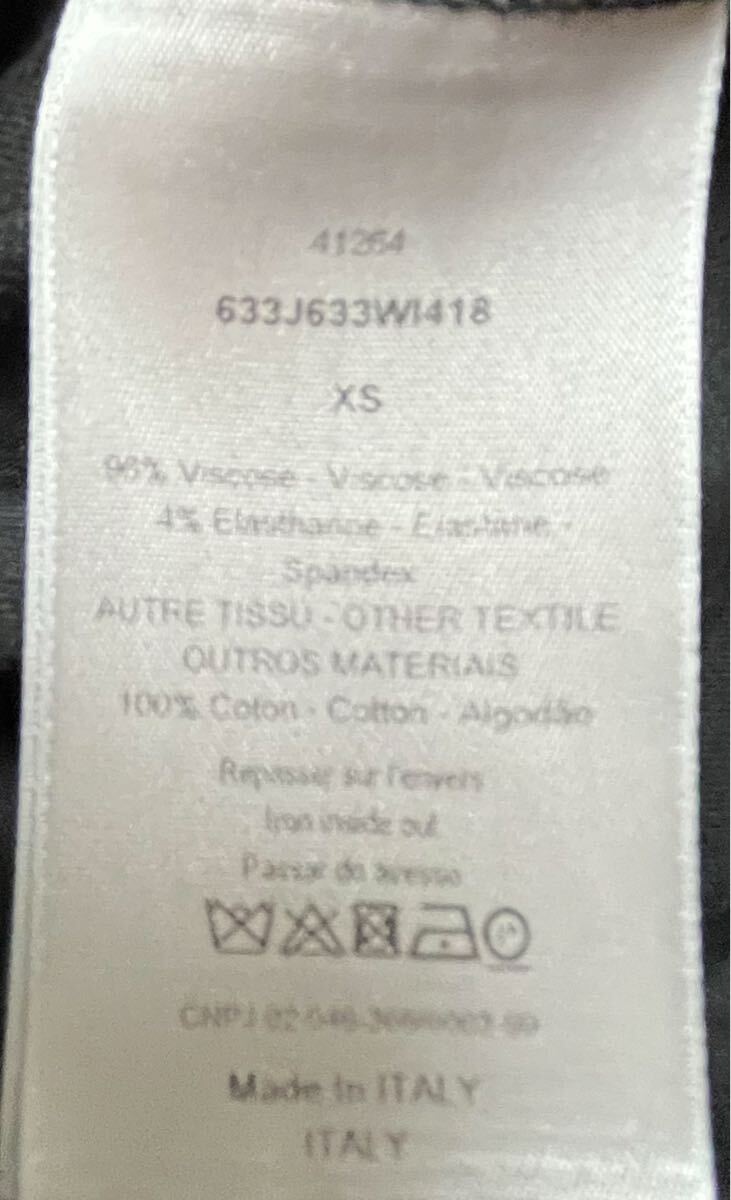 41264
633J633WI418
XS
96% Viscose - Viscose - Viscose
4% Elasthanne - Elastane -
Spandex
AUTRE TISSU - OTHER TEXTILE
OUTROS MATERIAIS
100% Coton - Cotton - Algodão
Repasser sur l'envers
Iron inside out
Passar do avesso
CNPJ
Made in ITALY
ITALY